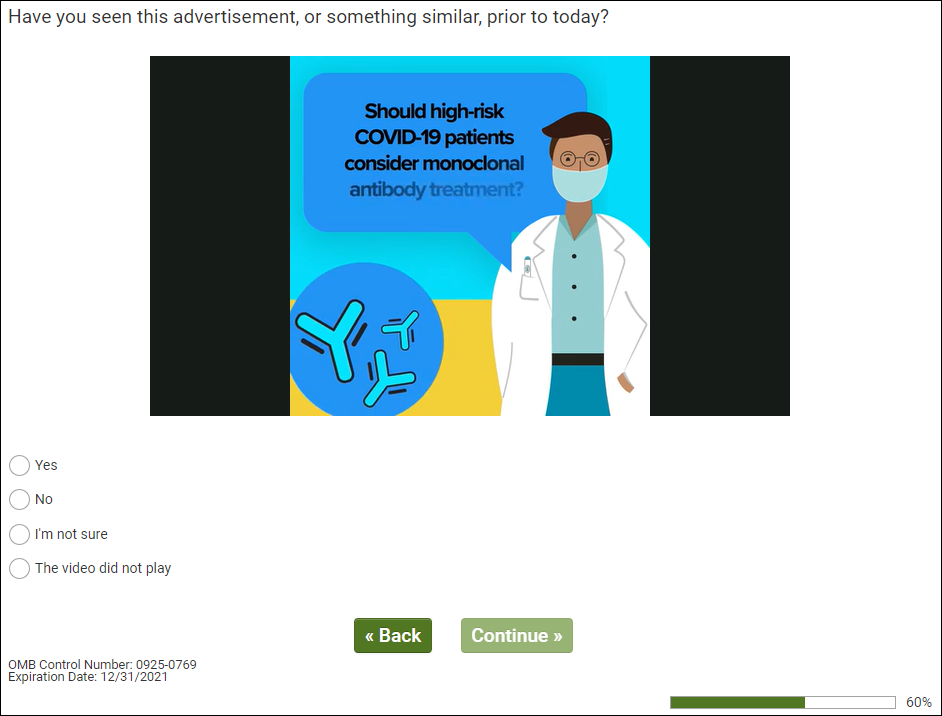 Have you seen this advertisement, or something similar, prior to today?
Should high-risk
COVID-19 patients
consider monoclonal
antibody treatment?
Yes
No
I'm not sure
The video did not play
« Back
Continue »
OMB Control Number: 0925-0769
Expiration Date: 12/31/2021
60%